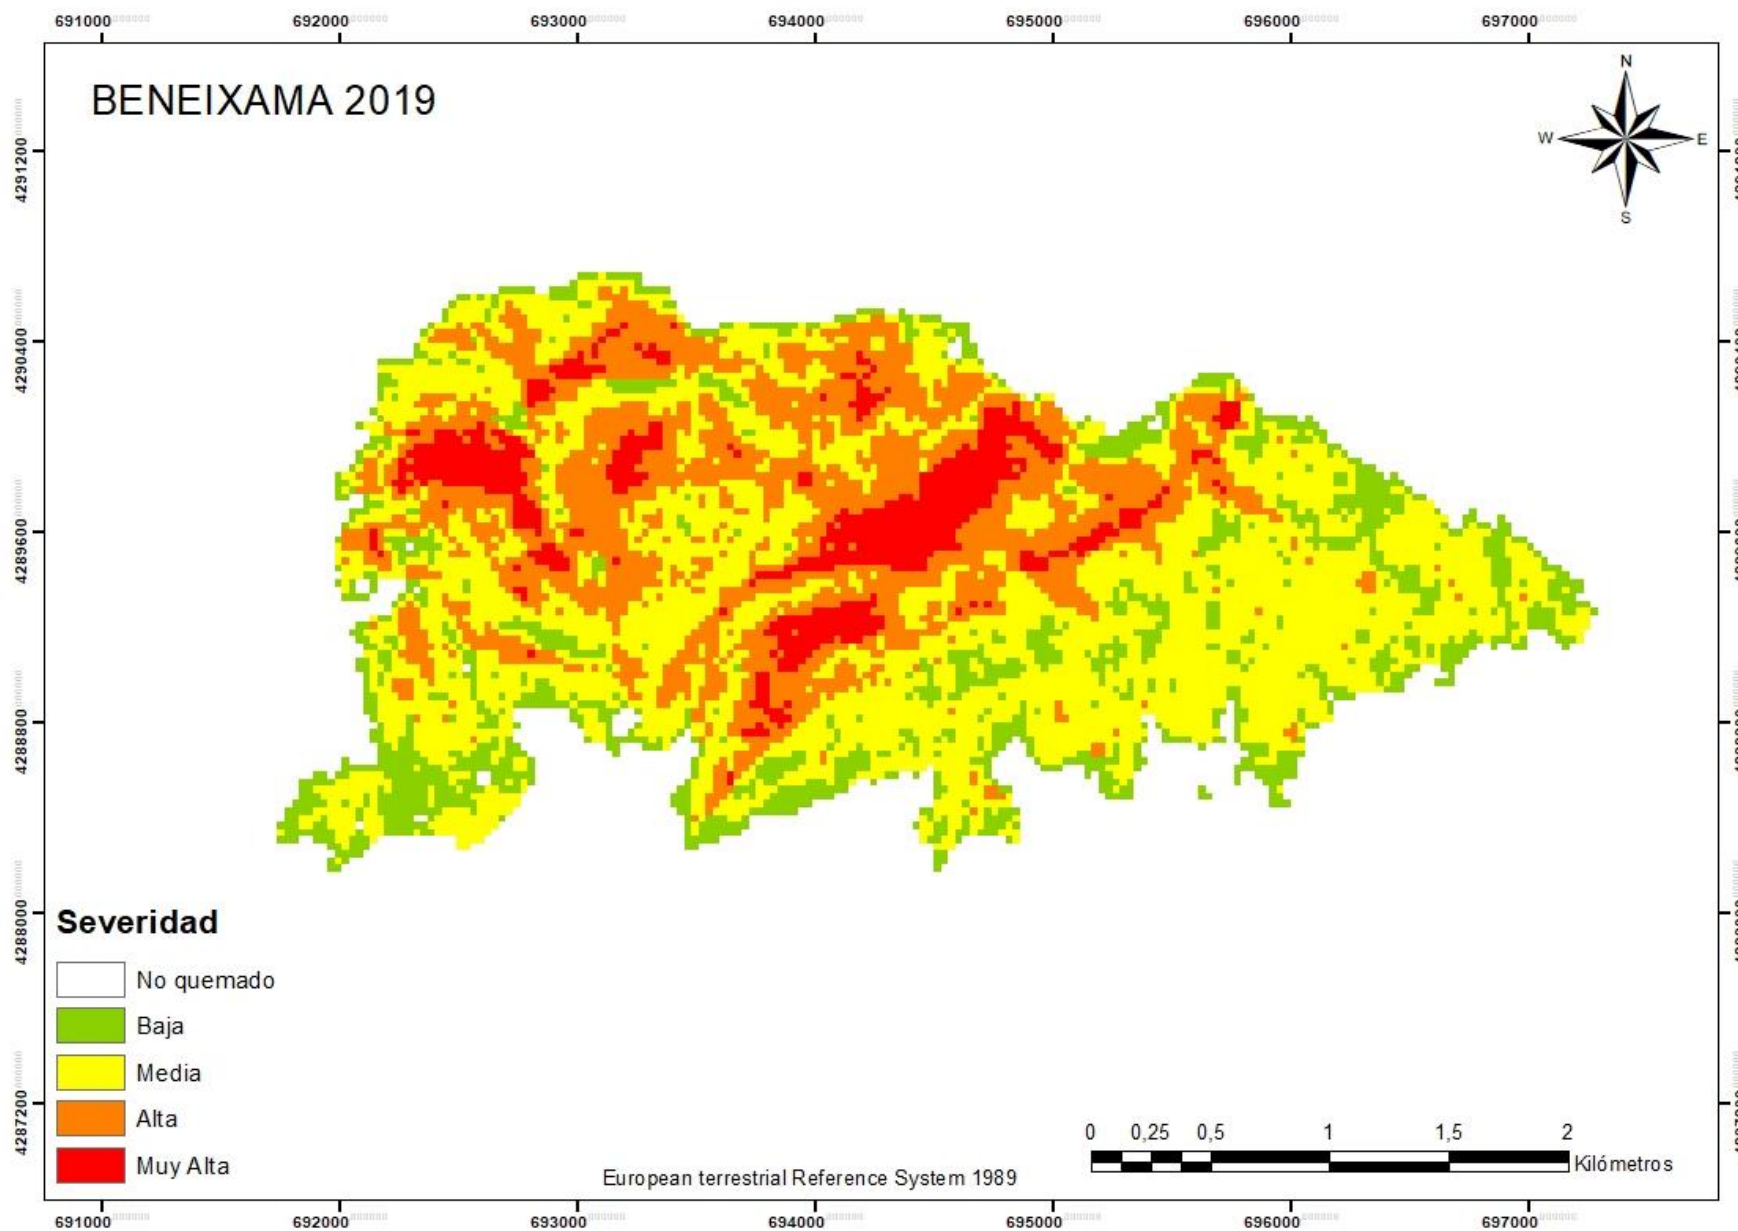 691000 692000 693000 694000 695000 696000 697000
BENEIXAMA 2019
N
W E
S
4291200
4290400
4289600
4288800
4288000
4287200
Severidad
No quemado
Baja
Media
Alta
Muy Alta
European terrestrial Reference System 1989
0 0,25 0,5 1 1,5 2
Kilómetros
691000 692000 693000 694000 695000 696000 697000